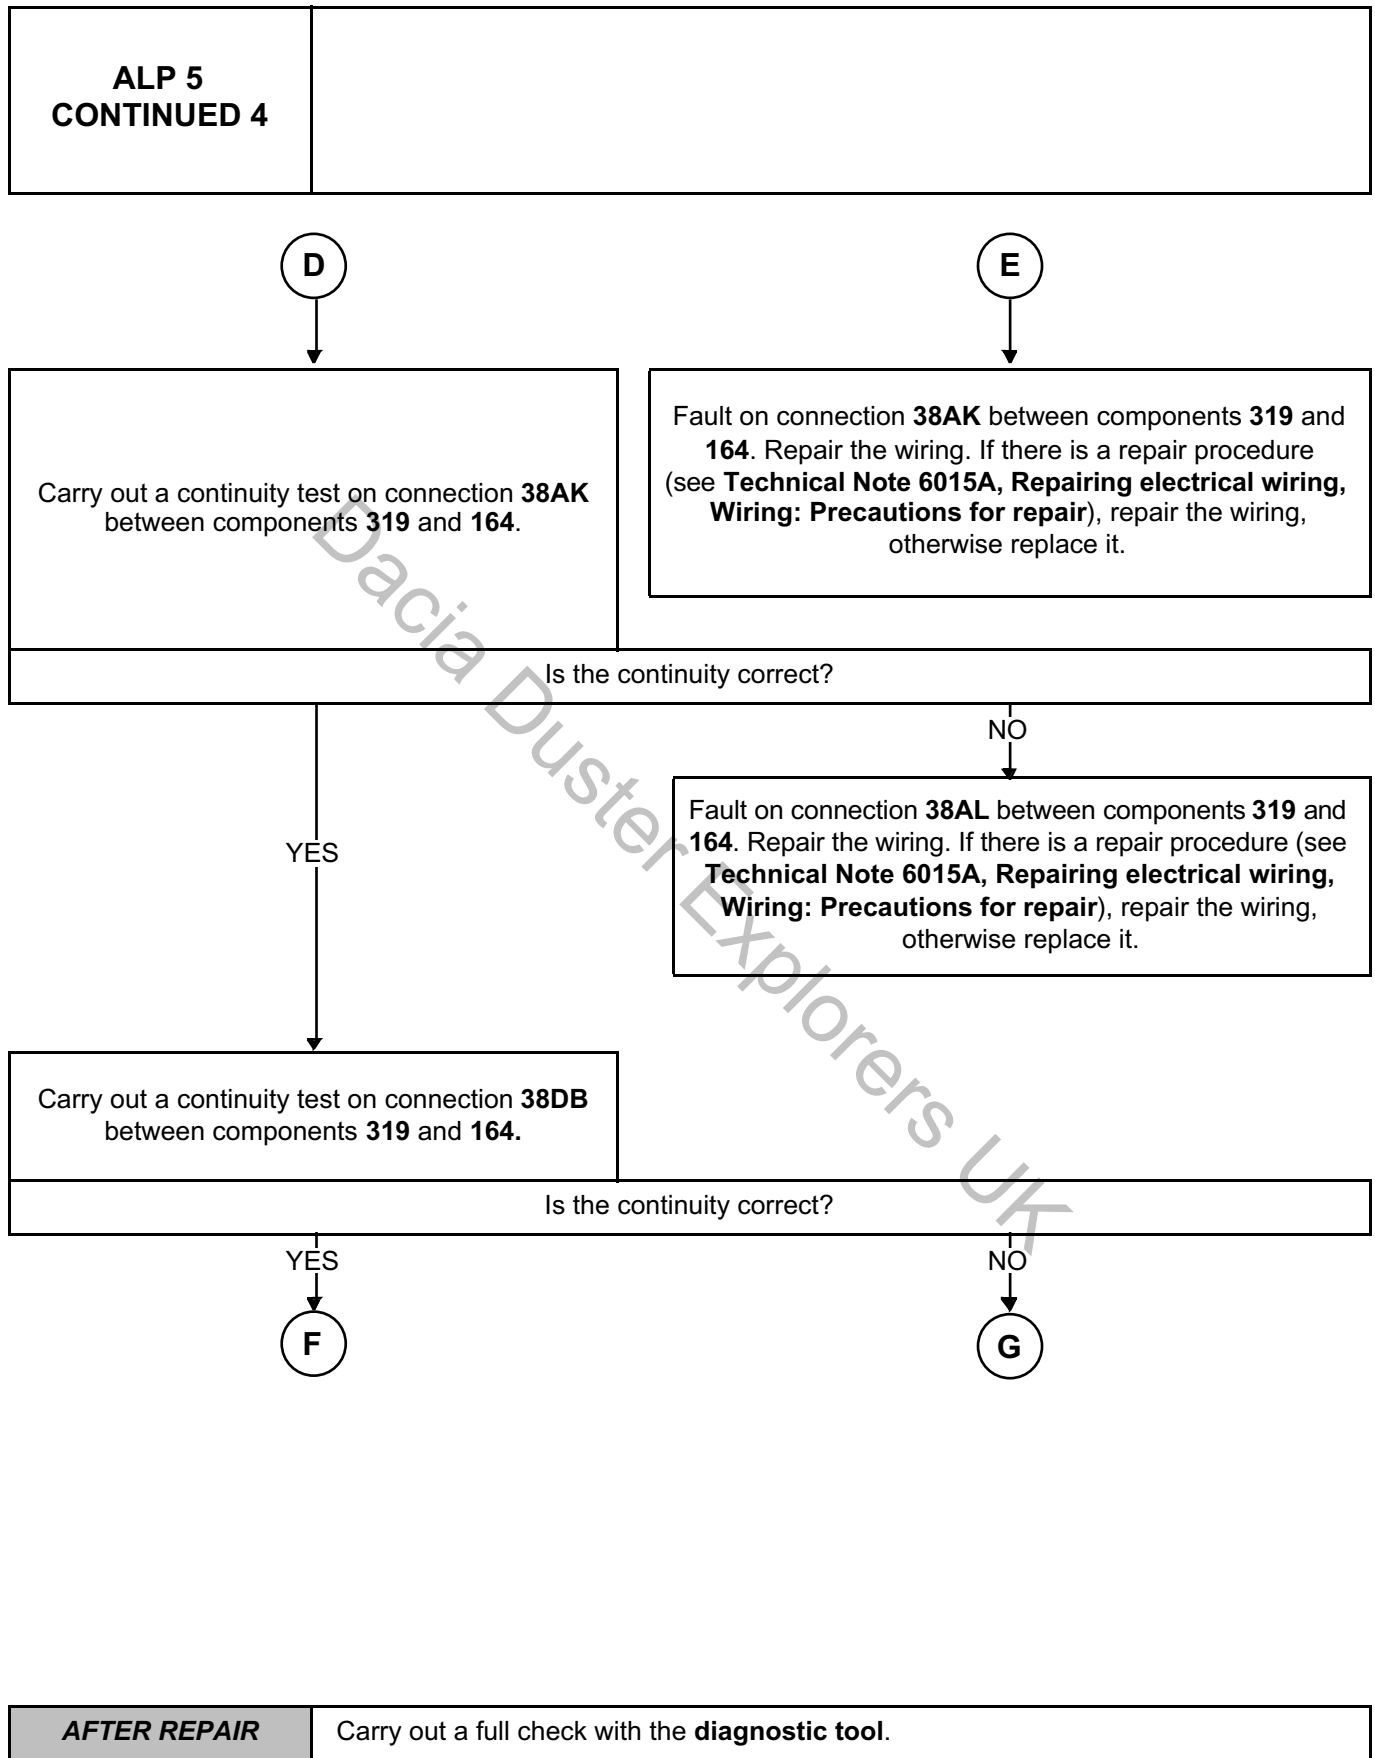 ALP 5
CONTINUED 4
D
E
Carry out a continuity test on connection 38AK
between components 319 and 164.
Fault on connection 38AK between components 319 and
164. Repair the wiring. If there is a repair procedure
(see Technical Note 6015A, Repairing electrical wiring,
Wiring: Precautions for repair), repair the wiring,
otherwise replace it.
Is the continuity correct?
NO
Fault on connection 38AL between components 319 and
164. Repair the wiring. If there is a repair procedure (see
Technical Note 6015A, Repairing electrical wiring,
Wiring: Precautions for repair), repair the wiring,
otherwise replace it.
YES
Carry out a continuity test on connection 38DB
between components 319 and 164.
Is the continuity correct?
YES
NO
F
G
Dacia Duster Explorers UK
AFTER REPAIR
Carry out a full check with the diagnostic tool.